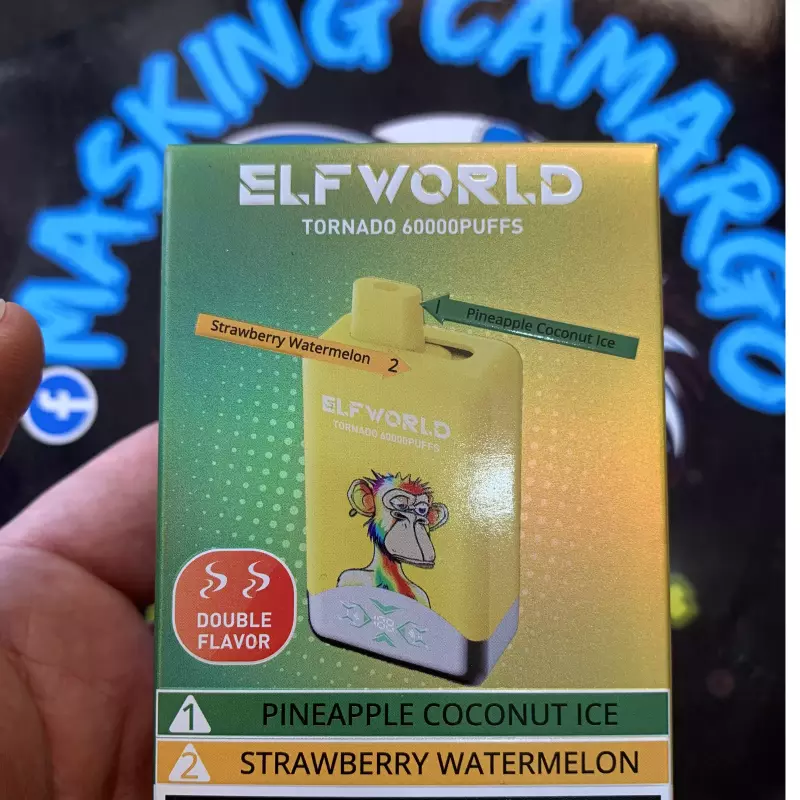 MASKING CAMARGO
f
ELFWORLD
TORNADO 60000PUFFS
Pineapple Coconut Ice
Strawberry Watermelon 2
ELFWORLD
TORNADO 60000PUFFS
188
DOUBLE
FLAVOR
1 PINEAPPLE COCONUT ICE
2 STRAWBERRY WATERMELON